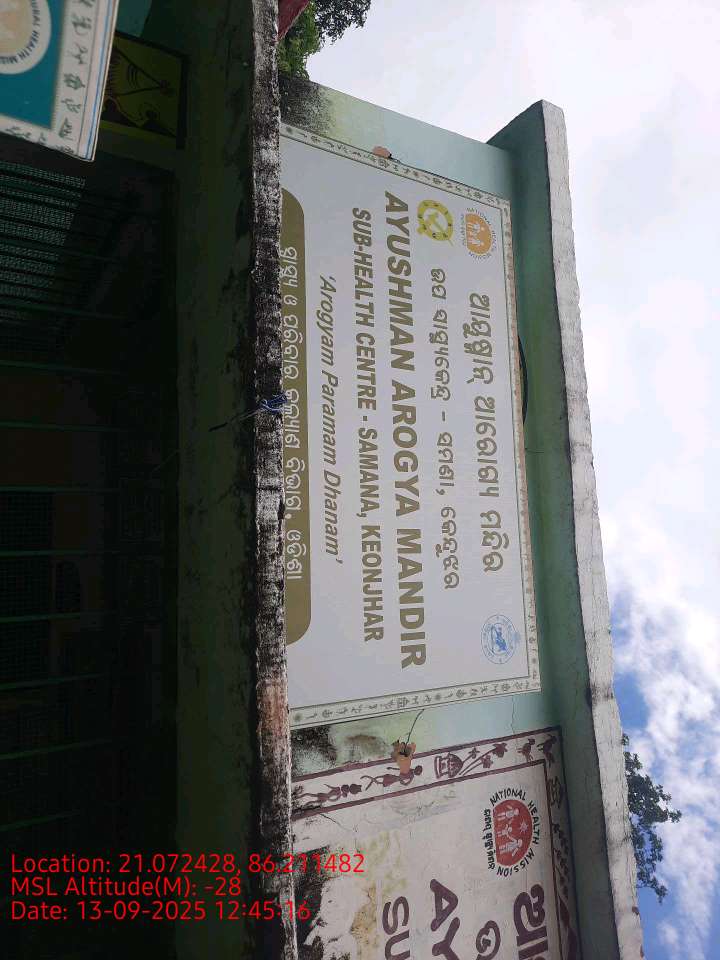 ଆୟୁଷ୍ମାନ୍ ଆରୋଗ୍ୟ ମନ୍ଦିର
ଉପ ସ୍ୱାସ୍ଥ୍ୟକେନ୍ଦ୍ର - ସମଣା, କେନ୍ଦୁଝର
AYUSHMAN AROGYA MANDIR
SUB-HEALTH CENTRE - SAMANA, KEONJHAR
'Arogyam Paramam Dhanam'
ସ୍ୱାସ୍ଥ୍ୟ ଓ ପରିବାର କଲ୍ୟାଣ ବିଭାଗ, ଓଡ଼ିଶା
NATIONAL HEALTH MISSION
Location: 21.072428, 86.211482
MSL Altitude(M): -28
Date: 13-09-2025 12:45:16